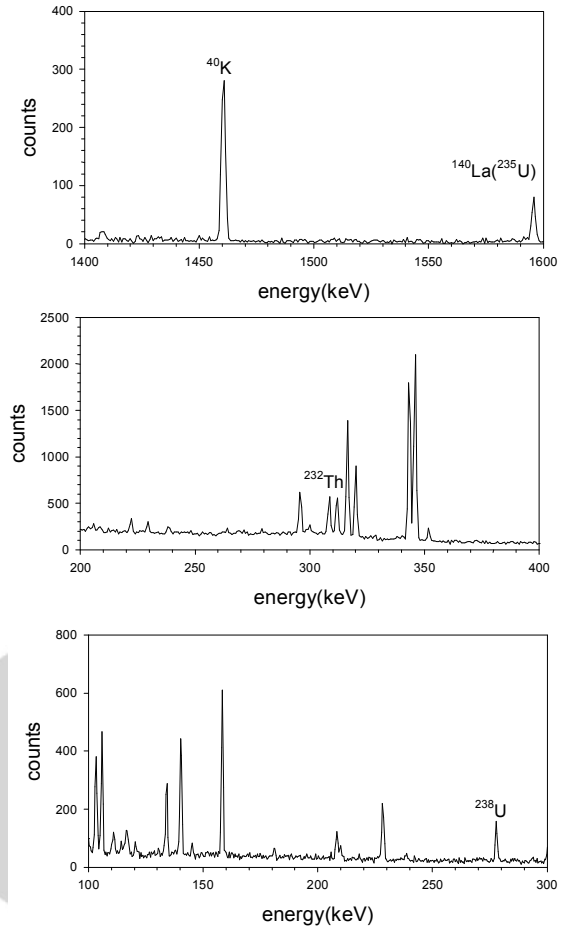 400
300
200
100
0
counts
⁴⁰K
¹⁴⁰La(²³⁵U)
1400 1450 1500 1550 1600
energy(keV)
2500
2000
1500
1000
500
0
counts
²³²Th
200 250 300 350 400
energy(keV)
800
600
400
200
0
counts
²³⁸U
100 150 200 250 300
energy(keV)